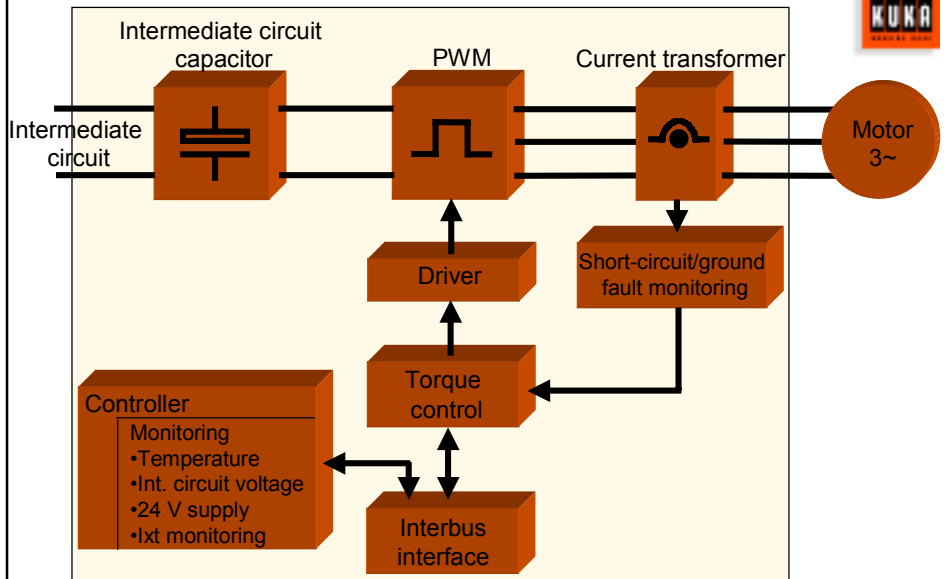 KUKA
Intermediate circuit
capacitor
PWM
Current transformer
Intermediate
circuit
Motor
3~
Driver
Short-circuit/ground
fault monitoring
Torque
control
Controller
Monitoring
•Temperature
•Int. circuit voltage
•24 V supply
•Ixt monitoring
Interbus
interface